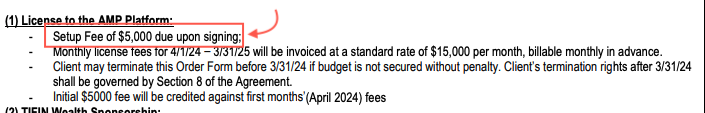 (1) License to the AMP Platform:
- Setup Fee of $5,000 due upon signing;
- Monthly license fees for 4/1/24 – 3/31/25 will be invoiced at a standard rate of $15,000 per month, billable monthly in advance.
- Client may terminate this Order Form before 3/31/24 if budget is not secured without penalty. Client's termination rights after 3/31/24
shall be governed by Section 8 of the Agreement.
- Initial $5000 fee will be credited against first months'(April 2024) fees
(2) TIFIN Wealth Sponsorship: